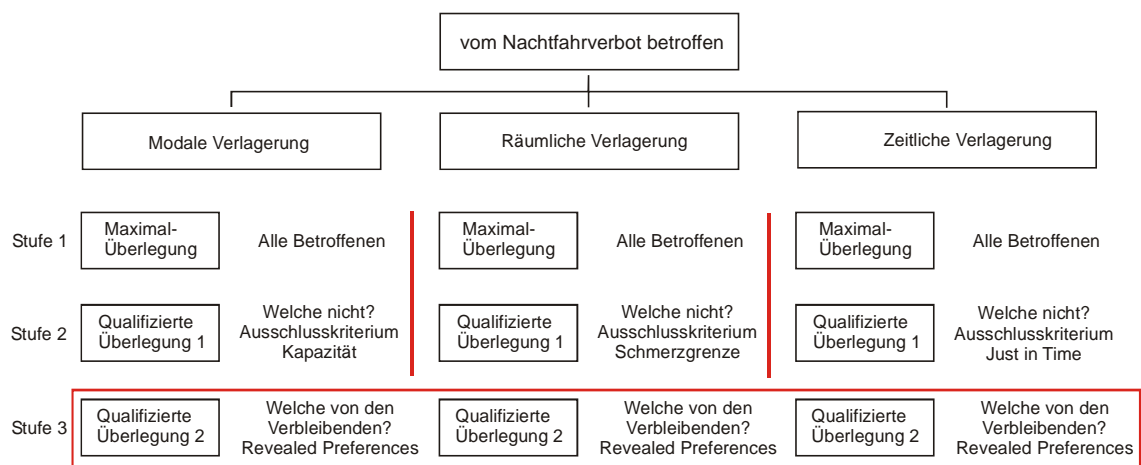 vom Nachtfahrverbot betroffen
Modale Verlagerung
Räumliche Verlagerung
Zeitliche Verlagerung
Stufe 1
Maximal-
Überlegung
Alle Betroffenen
Maximal-
Überlegung
Alle Betroffenen
Maximal-
Überlegung
Alle Betroffenen
Stufe 2
Qualifizierte
Überlegung 1
Welche nicht?
Ausschlusskriterium
Kapazität
Qualifizierte
Überlegung 1
Welche nicht?
Ausschlusskriterium
Schmerzgrenze
Qualifizierte
Überlegung 1
Welche nicht?
Ausschlusskriterium
Just in Time
Stufe 3
Qualifizierte
Überlegung 2
Welche von den
Verbleibenden?
Revealed Preferences
Qualifizierte
Überlegung 2
Welche von den
Verbleibenden?
Revealed Preferences
Qualifizierte
Überlegung 2
Welche von den
Verbleibenden?
Revealed Preferences